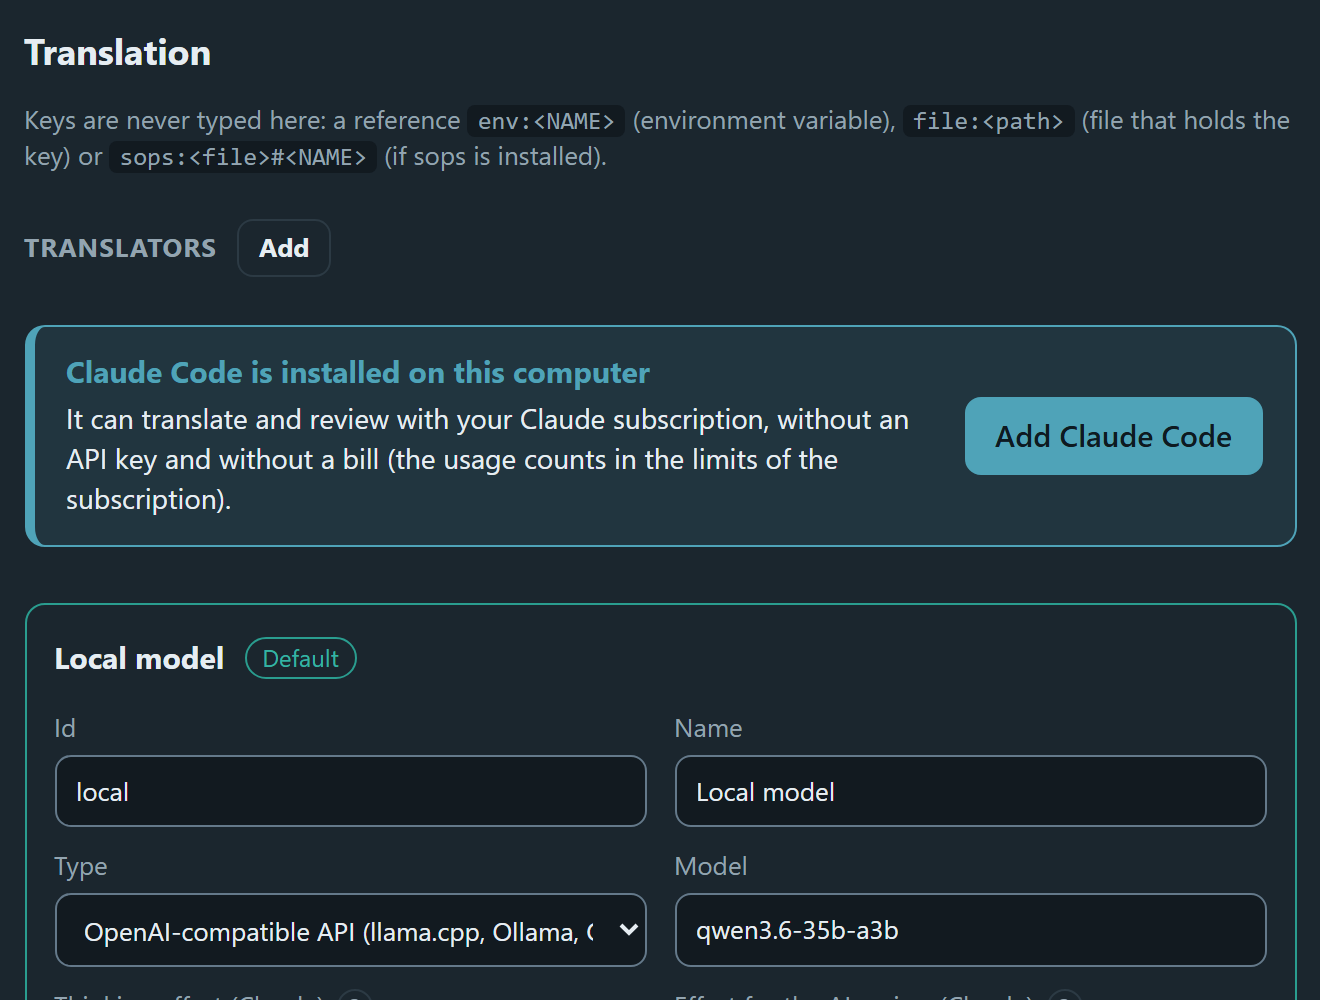 Translation
Keys are never typed here: a reference env:<NAME> (environment variable), file:<path> (file that holds the
key) or sops:<file>#<NAME> (if sops is installed).
TRANSLATORS Add
Claude Code is installed on this computer
It can translate and review with your Claude subscription, without an
API key and without a bill (the usage counts in the limits of the
subscription).
Add Claude Code
Local model Default
Id
local
Name
Local model
Type
OpenAI-compatible API (llama.cpp, Ollama,
Model
qwen3.6-35b-a3b